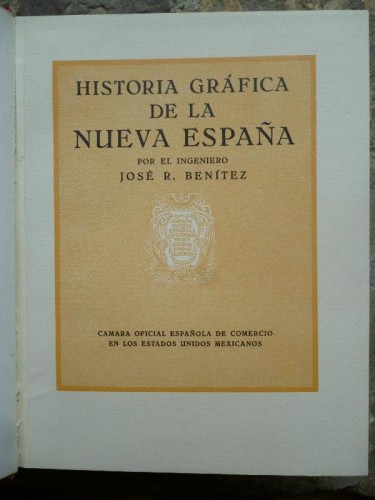 HISTORIA GRÁFICA
DE LA
NUEVA ESPAÑA
POR EL INGENIERO
JOSÉ R. BENÍTEZ
CAMARA OFICIAL ESPAÑOLA DE COMERCIO
EN LOS ESTADOS UNIDOS MEXICANOS